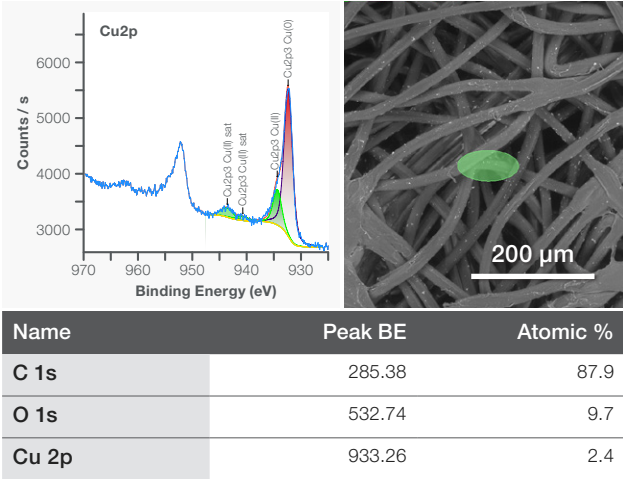 Cu2p
Counts / s
6000
5000
4000
3000
Cu2p3 Cu(II) sat
Cu2p3 Cu(II) sat
Cu2p3 Cu(II)
Cu2p3 Cu(0)
970 960 950 940 930
Binding Energy (eV)
200 µm
Name Peak BE Atomic %
C 1s 285.38 87.9
O 1s 532.74 9.7
Cu 2p 933.26 2.4